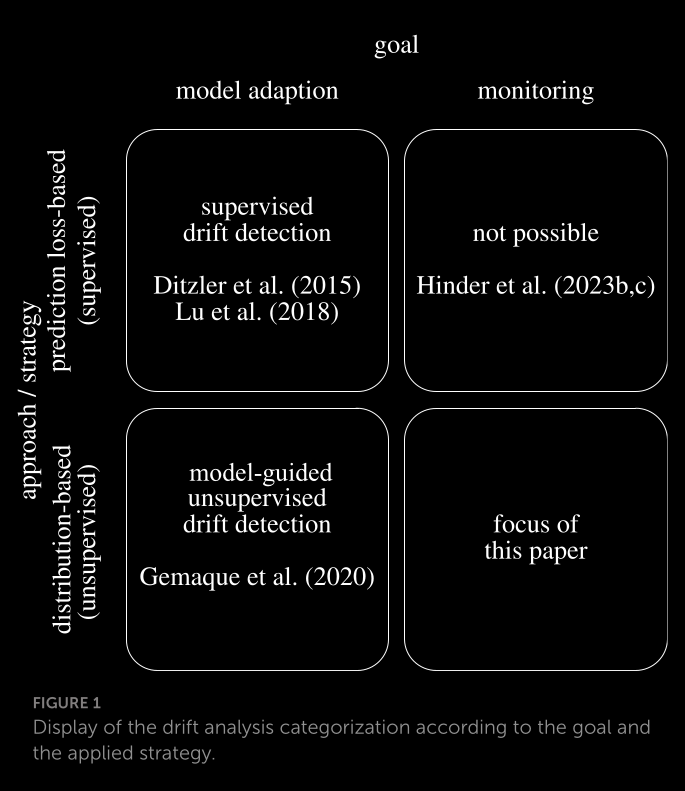 goal
model adaption
monitoring
approach / strategy
prediction loss-based
(supervised)
supervised
drift detection
Ditzler et al. (2015)
Lu et al. (2018)
not possible
Hinder et al. (2023b,c)
distribution-based
(unsupervised)
model-guided
unsupervised
drift detection
Gemaque et al. (2020)
focus of
this paper
FIGURE 1
Display of the drift analysis categorization according to the goal and
the applied strategy.